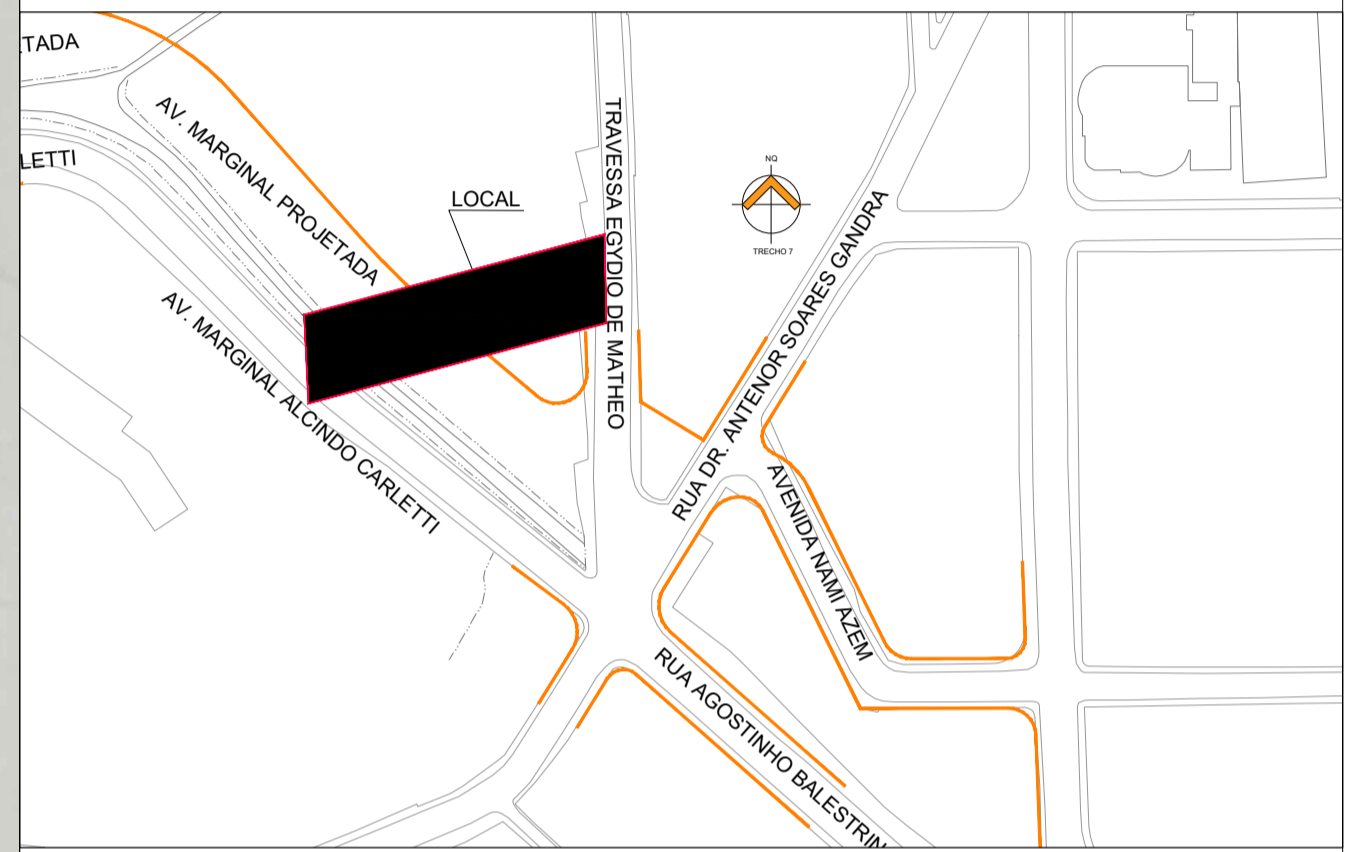 TADA
LETTI
AV. MARGINAL PROJETADA
LOCAL
TRAVESSA EGYDIO DE MATHEO
NQ
TRECHO 7
RUA DR. ANTENOR SOARES GANDRA
AV. MARGINAL ALCINDO CARLETTI
AVENIDA NAMI AZEM
RUA AGOSTINHO BALESTRIN